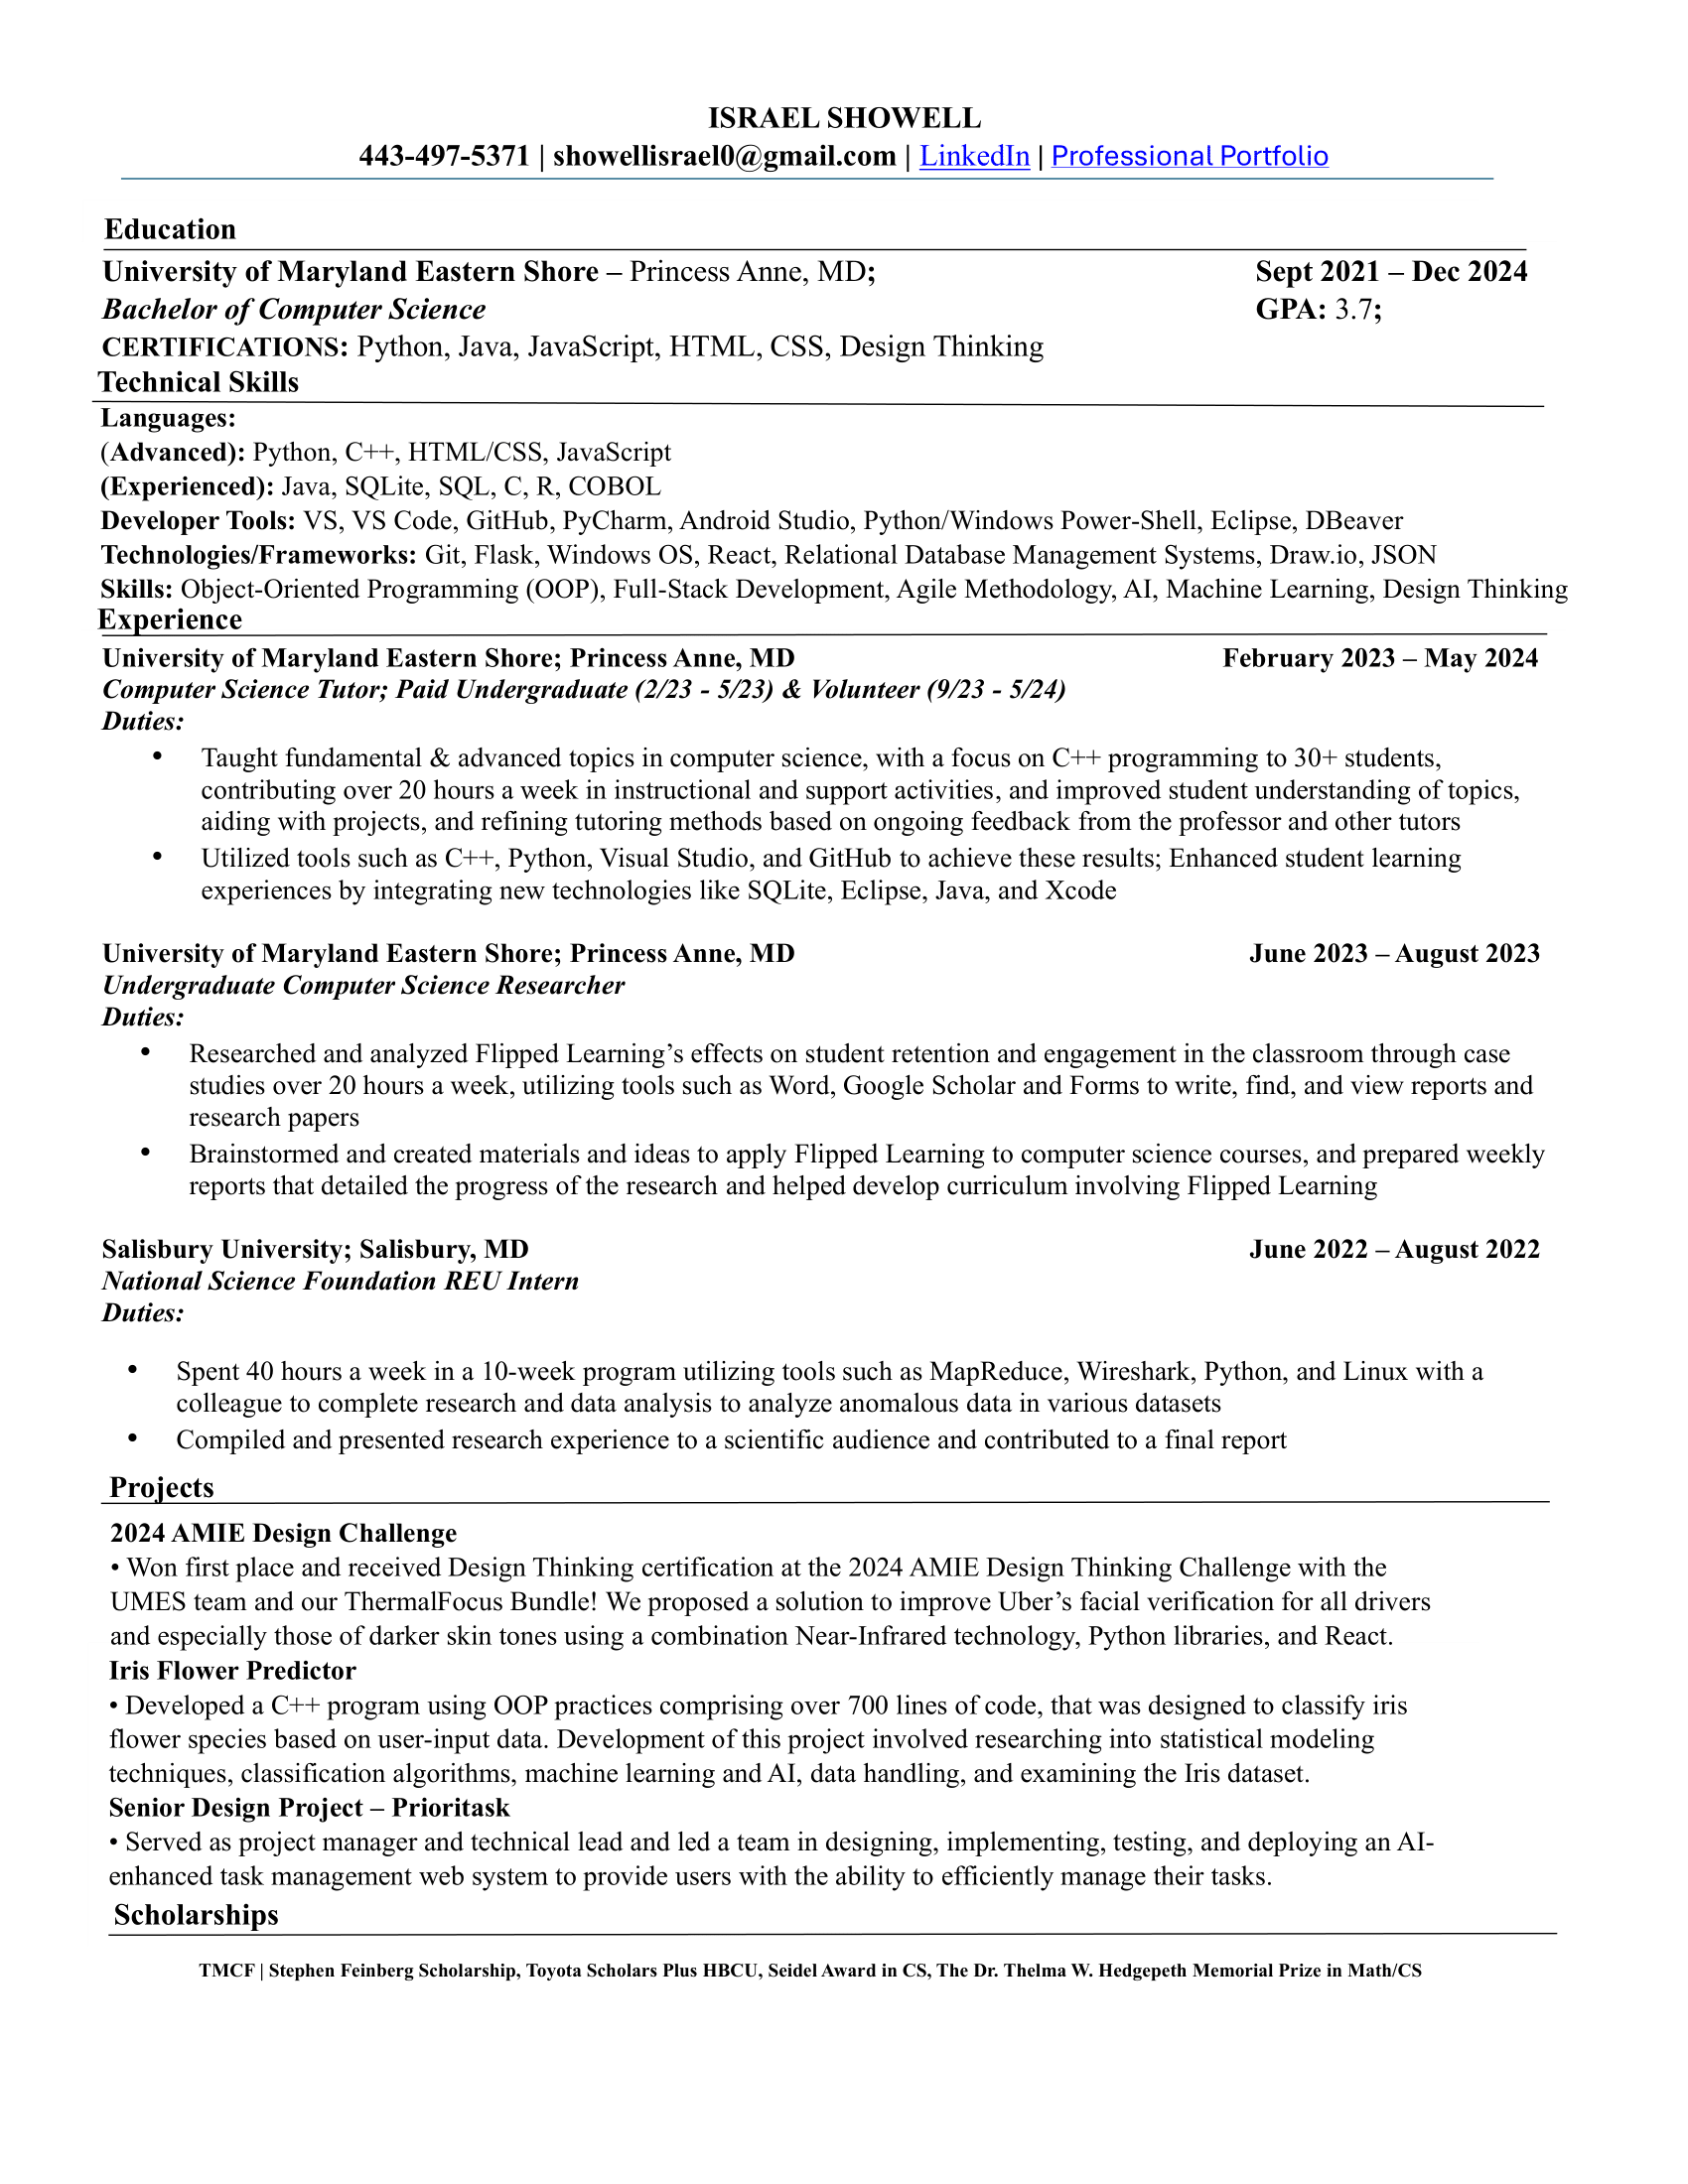 ISRAEL SHOWELL
443-497-5371 | showellisrael0@gmail.com | LinkedIn | Professional Portfolio
Education
University of Maryland Eastern Shore – Princess Anne, MD; Sept 2021 – Dec 2024
Bachelor of Computer Science GPA: 3.7;
CERTIFICATIONS: Python, Java, JavaScript, HTML, CSS, Design Thinking
Technical Skills
Languages:
(Advanced): Python, C++, HTML/CSS, JavaScript
(Experienced): Java, SQLite, SQL, C, R, COBOL
Developer Tools: VS, VS Code, GitHub, PyCharm, Android Studio, Python/Windows Power-Shell, Eclipse, DBeaver
Technologies/Frameworks: Git, Flask, Windows OS, React, Relational Database Management Systems, Draw.io, JSON
Skills: Object-Oriented Programming (OOP), Full-Stack Development, Agile Methodology, AI, Machine Learning, Design Thinking
Experience
University of Maryland Eastern Shore; Princess Anne, MD February 2023 – May 2024
Computer Science Tutor; Paid Undergraduate (2/23 - 5/23) & Volunteer (9/23 - 5/24)
Duties:
• Taught fundamental & advanced topics in computer science, with a focus on C++ programming to 30+ students,
contributing over 20 hours a week in instructional and support activities, and improved student understanding of topics,
aiding with projects, and refining tutoring methods based on ongoing feedback from the professor and other tutors
• Utilized tools such as C++, Python, Visual Studio, and GitHub to achieve these results; Enhanced student learning
experiences by integrating new technologies like SQLite, Eclipse, Java, and Xcode
University of Maryland Eastern Shore; Princess Anne, MD June 2023 – August 2023
Undergraduate Computer Science Researcher
Duties:
• Researched and analyzed Flipped Learning’s effects on student retention and engagement in the classroom through case
studies over 20 hours a week, utilizing tools such as Word, Google Scholar and Forms to write, find, and view reports and
research papers
• Brainstormed and created materials and ideas to apply Flipped Learning to computer science courses, and prepared weekly
reports that detailed the progress of the research and helped develop curriculum involving Flipped Learning
Salisbury University; Salisbury, MD June 2022 – August 2022
National Science Foundation REU Intern
Duties:
• Spent 40 hours a week in a 10-week program utilizing tools such as MapReduce, Wireshark, Python, and Linux with a
colleague to complete research and data analysis to analyze anomalous data in various datasets
• Compiled and presented research experience to a scientific audience and contributed to a final report
Projects
2024 AMIE Design Challenge
• Won first place and received Design Thinking certification at the 2024 AMIE Design Thinking Challenge with the
UMES team and our ThermalFocus Bundle! We proposed a solution to improve Uber’s facial verification for all drivers
and especially those of darker skin tones using a combination Near-Infrared technology, Python libraries, and React.
Iris Flower Predictor
• Developed a C++ program using OOP practices comprising over 700 lines of code, that was designed to classify iris
flower species based on user-input data. Development of this project involved researching into statistical modeling
techniques, classification algorithms, machine learning and AI, data handling, and examining the Iris dataset.
Senior Design Project – Prioritask
• Served as project manager and technical lead and led a team in designing, implementing, testing, and deploying an AI-
enhanced task management web system to provide users with the ability to efficiently manage their tasks.
Scholarships
TMCF | Stephen Feinberg Scholarship, Toyota Scholars Plus HBCU, Seidel Award in CS, The Dr. Thelma W. Hedgepeth Memorial Prize in Math/CS